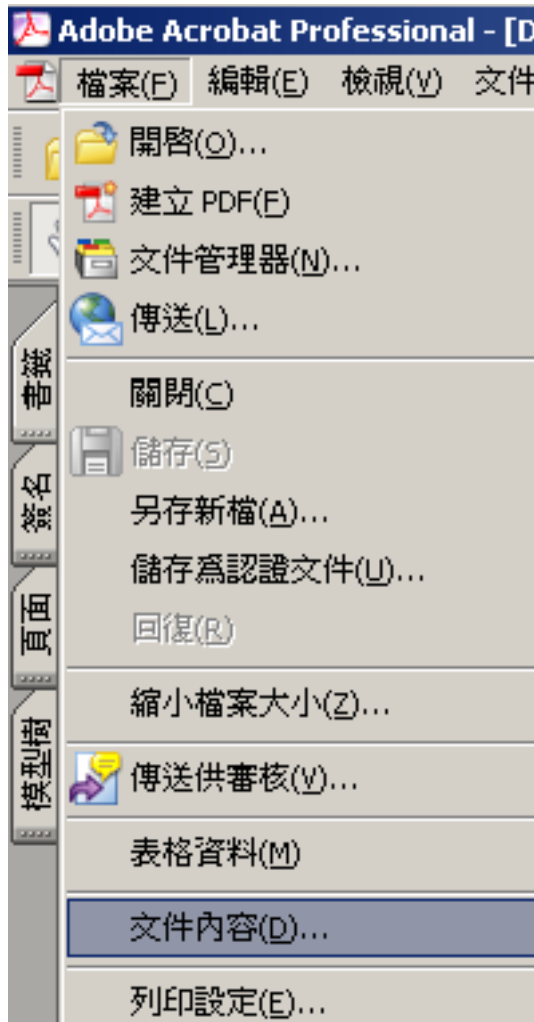 Adobe Acrobat Professional - [D
檔案(F) 編輯(E) 檢視(V) 文件
開啓(O)...
建立 PDF(F)
文件管理器(N)...
傳送(L)...
關閉(C)
儲存(S)
另存新檔(A)...
儲存爲認證文件(U)...
回復(R)
縮小檔案大小(Z)...
傳送供審核(V)...
表格資料(M)
文件內容(D)...
列印設定(E)...
書籤
簽名
頁面
模型樹